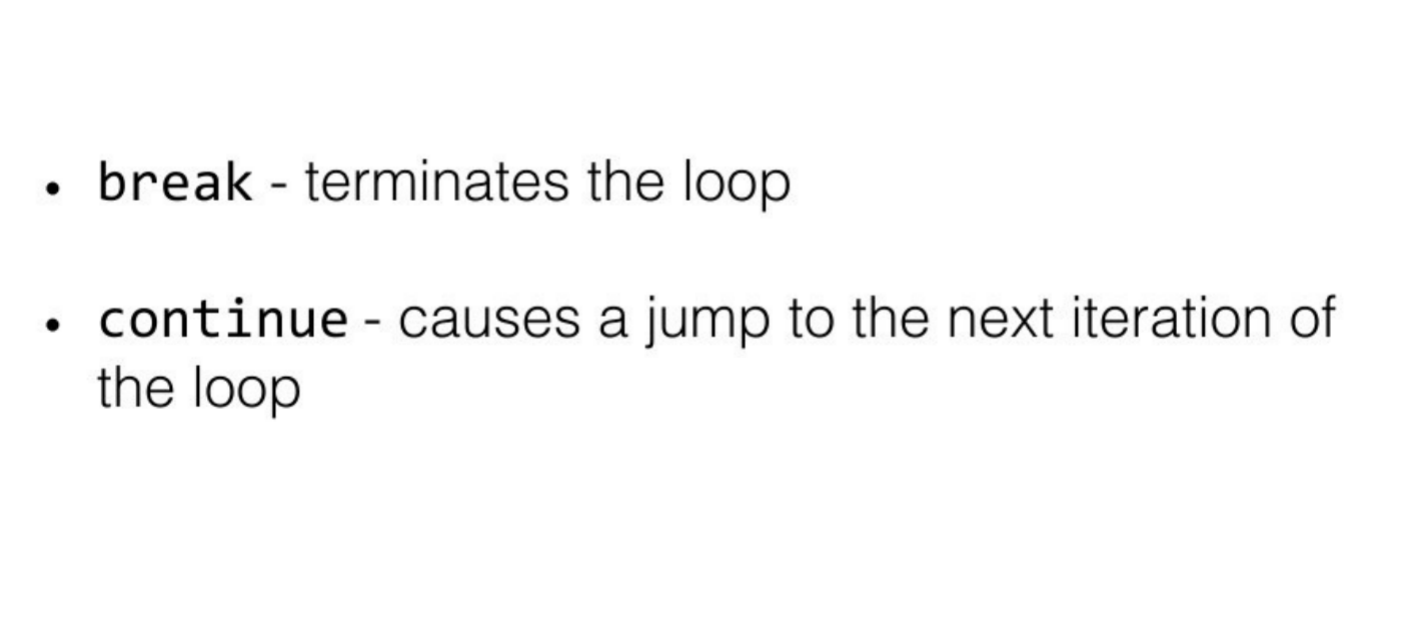 • break - terminates the loop
• continue - causes a jump to the next iteration of
the loop